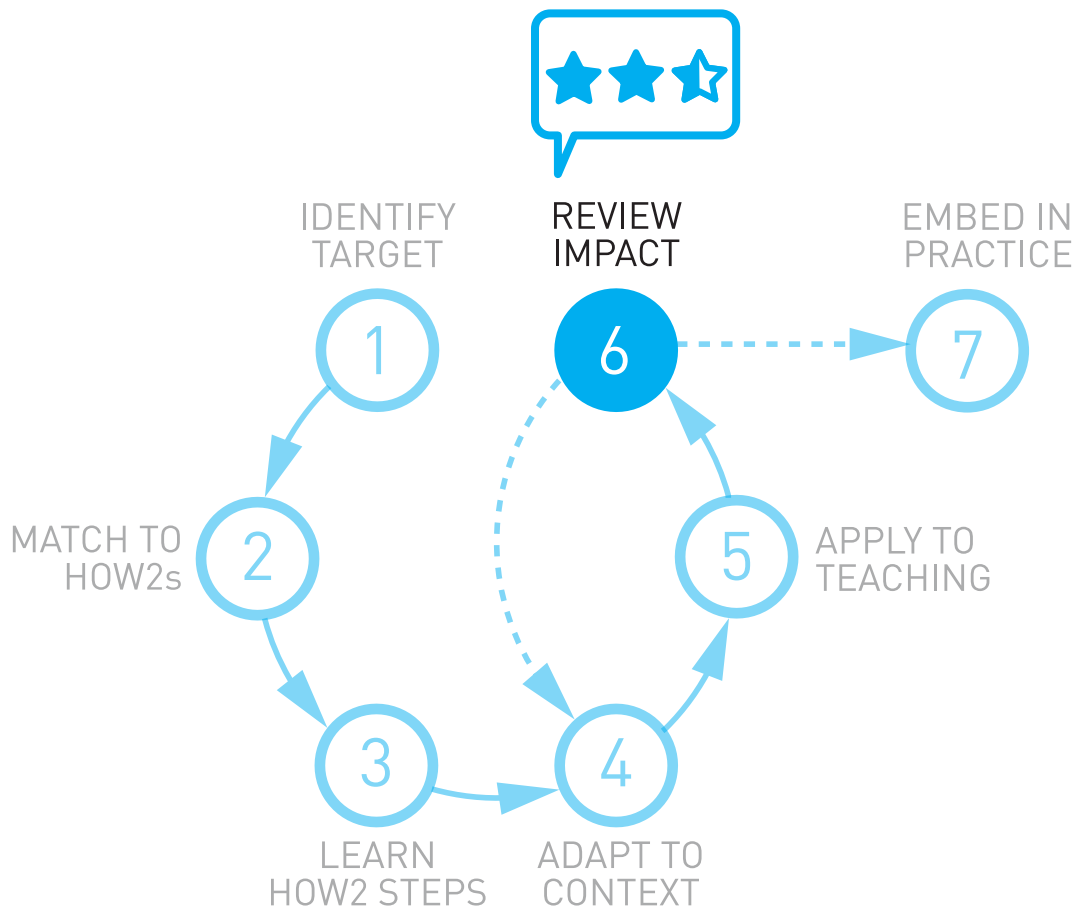 IDENTIFY
TARGET
1
MATCH TO
HOW2s
2
3
LEARN
HOW2 STEPS
4
ADAPT TO
CONTEXT
5
APPLY TO
TEACHING
REVIEW
IMPACT
6
EMBED IN
PRACTICE
7